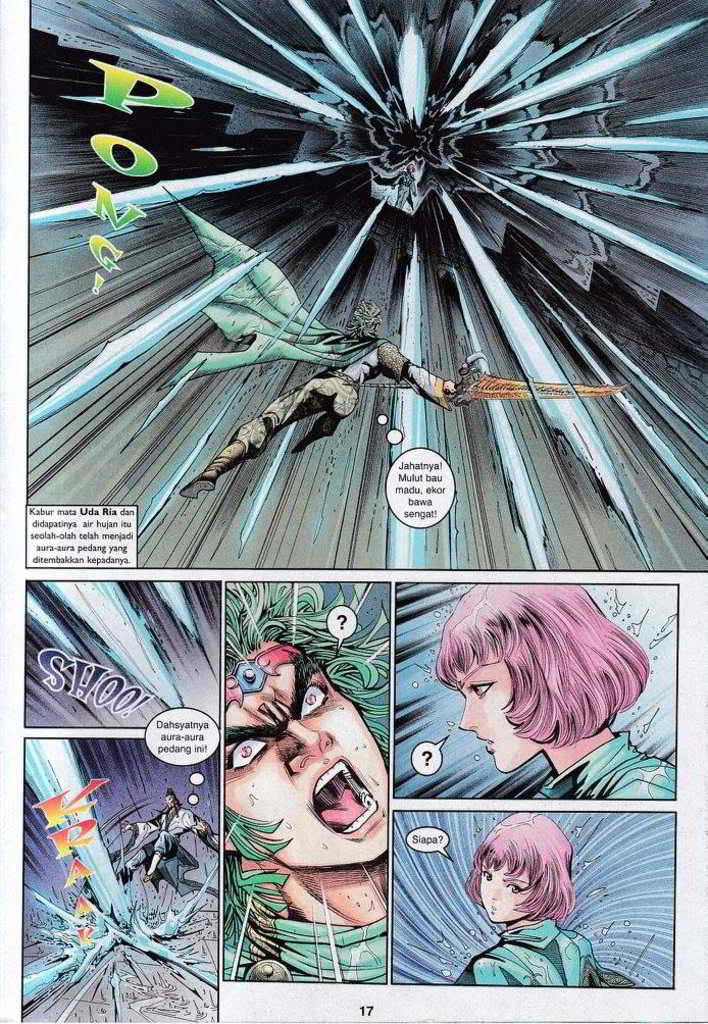 PONG!
Jahatnya!
Mulut bau
madu, ekor
bawa
sengat!
Kabur mata Uda Ria dan
didapatinya air hujan itu
seolah-olah telah menjadi
aura-aura pedang yang
ditembakkan kepadanya.
SHOO!
Dahsyatnya
aura-aura
pedang ini!
KRAAK
?
?
Siapa?
17